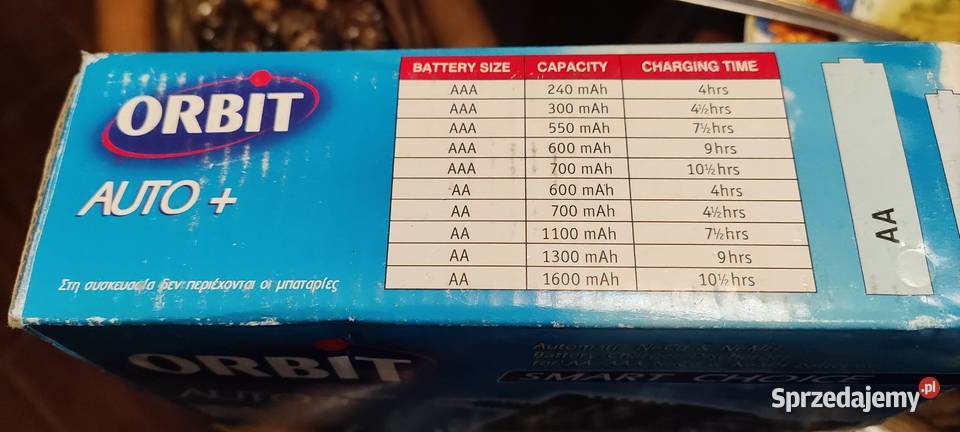 ORBIT
AUTO +
BATTERY SIZE CAPACITY CHARGING TIME
AAA 240 mAh 4hrs
AAA 300 mAh 4½hrs
AAA 550 mAh 7½hrs
AAA 600 mAh 9hrs
AAA 700 mAh 10½hrs
AA 600 mAh 4hrs
AA 700 mAh 4½hrs
AA 1100 mAh 7½hrs
AA 1300 mAh 9hrs
AA 1600 mAh 10½hrs
Στη συσκευασία δεν περιέχονται οι μπαταρίες
AA
ORBIT
AUTO
Battery
SMART CHOICE
Sprzedajemy.pl